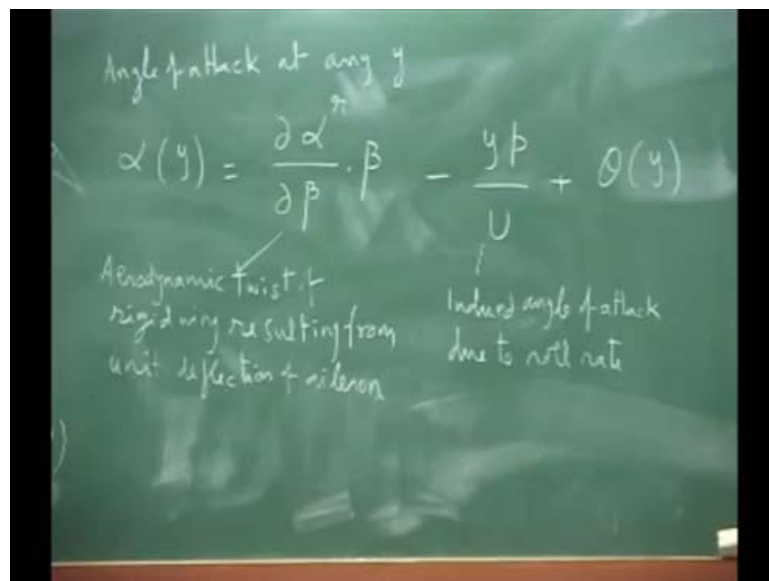 Angle of attack at any y
α(y) = ∂α^r/∂β · β - yp/U + θ(y)
Aerodynamic twist of
rigid wing resulting from
unit deflection of aileron
Induced angle of attack
due to roll rate
)